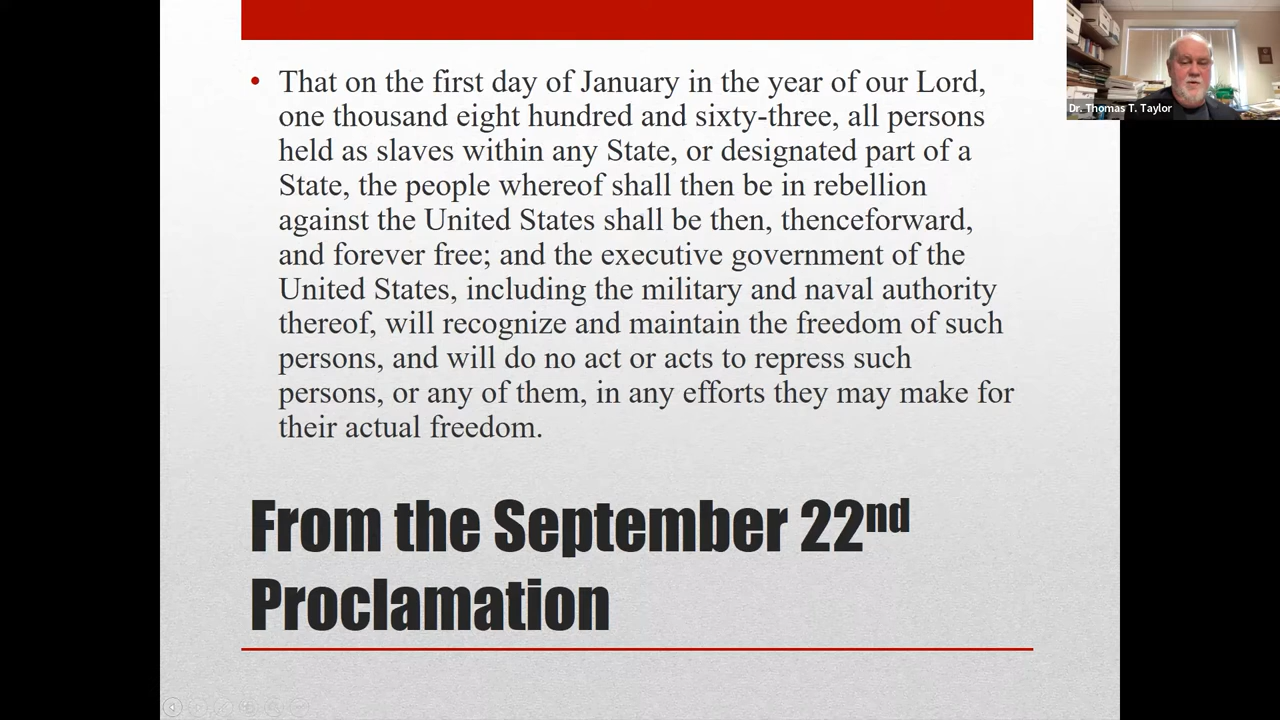 Dr. Thomas T. Taylor
• That on the first day of January in the year of our Lord,
one thousand eight hundred and sixty-three, all persons
held as slaves within any State, or designated part of a
State, the people whereof shall then be in rebellion
against the United States shall be then, thenceforward,
and forever free; and the executive government of the
United States, including the military and naval authority
thereof, will recognize and maintain the freedom of such
persons, and will do no act or acts to repress such
persons, or any of them, in any efforts they may make for
their actual freedom.
From the September 22nd
Proclamation